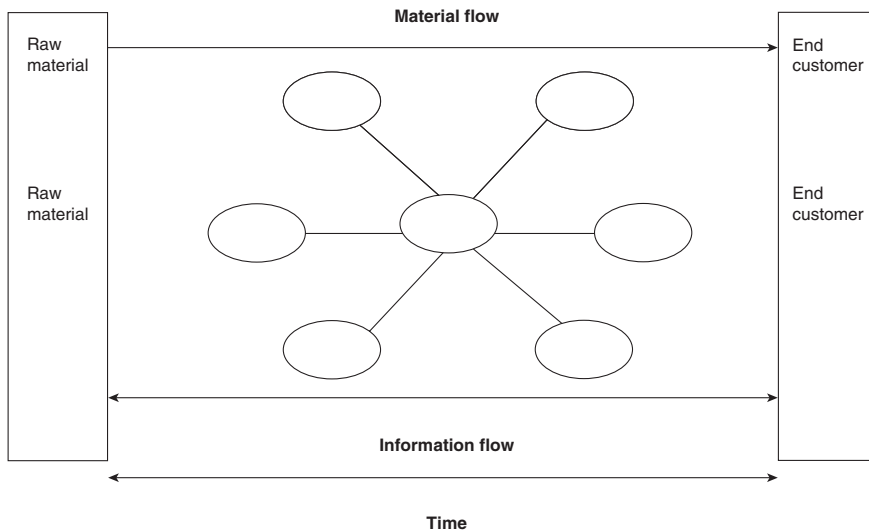 Material flow
Raw
material
End
customer
Raw
material
End
customer
Information flow
Time